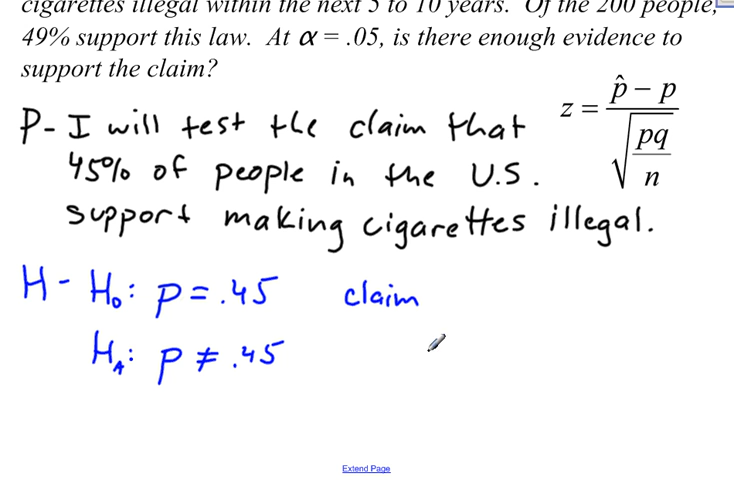 cigarettes illegal within the next 5 to 10 years. Of the 200 people,
49% support this law. At α = .05, is there enough evidence to
support the claim?
z = (p̂ − p) / √(pq/n)
P- I will test the claim that
45% of people in the U.S.
support making cigarettes illegal.
H - H₀: p = .45 claim
H_A: p ≠ .45
Extend Page